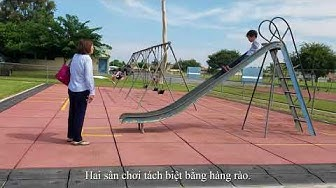 Hai sân chơi tách biệt bằng hàng rào.